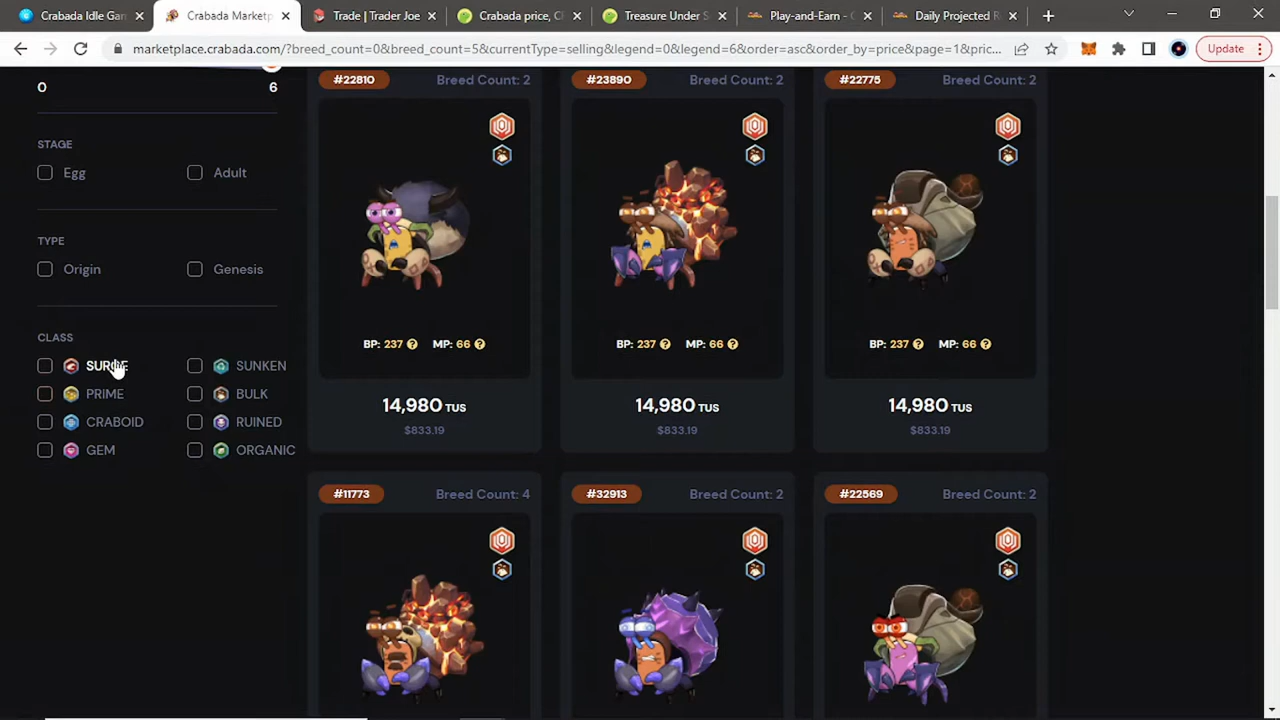 Crabada Idle Ga
Crabada Market
Trade | Trader Joe
Crabada price, C
Treasure Under S
Play-and-Earn - C
Daily Projected R
marketplace.crabada.com/?breed_count=0&breed_count=5&currentType=selling&legend=0&legend=6&order=asc&order_by=price&page=1&pric...
Update
0 6
STAGE
Egg Adult
TYPE
Origin Genesis
CLASS
SURGE SUNKEN
PRIME BULK
CRABOID RUINED
GEM ORGANIC
#22810 Breed Count: 2
BP: 237 MP: 66
14,980 TUS
$833.19
#23890 Breed Count: 2
BP: 237 MP: 66
14,980 TUS
$833.19
#22775 Breed Count: 2
BP: 237 MP: 66
14,980 TUS
$833.19
#11773 Breed Count: 4
#32913 Breed Count: 2
#22569 Breed Count: 2